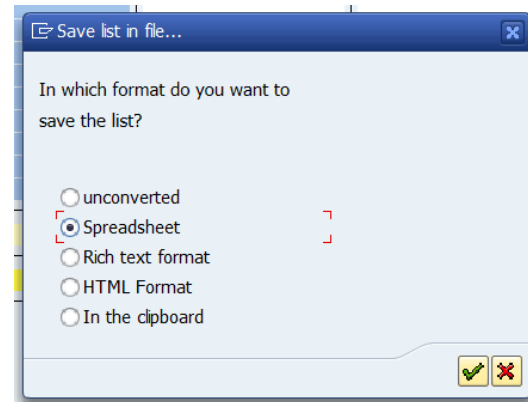 Save list in file...
In which format do you want to
save the list?
unconverted
Spreadsheet
Rich text format
HTML Format
In the clipboard